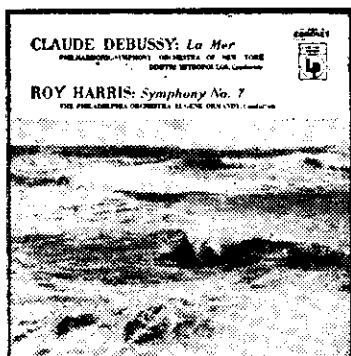 CLAUDE DEBUSSY: La Mer
PHILHARMONIC-SYMPHONY ORCHESTRA OF NEW YORK
DIMITRI MITROPOULOS, Conductor
ROY HARRIS: Symphony No. 7
THE PHILADELPHIA ORCHESTRA EUGENE ORMANDY, Conductor
Lp